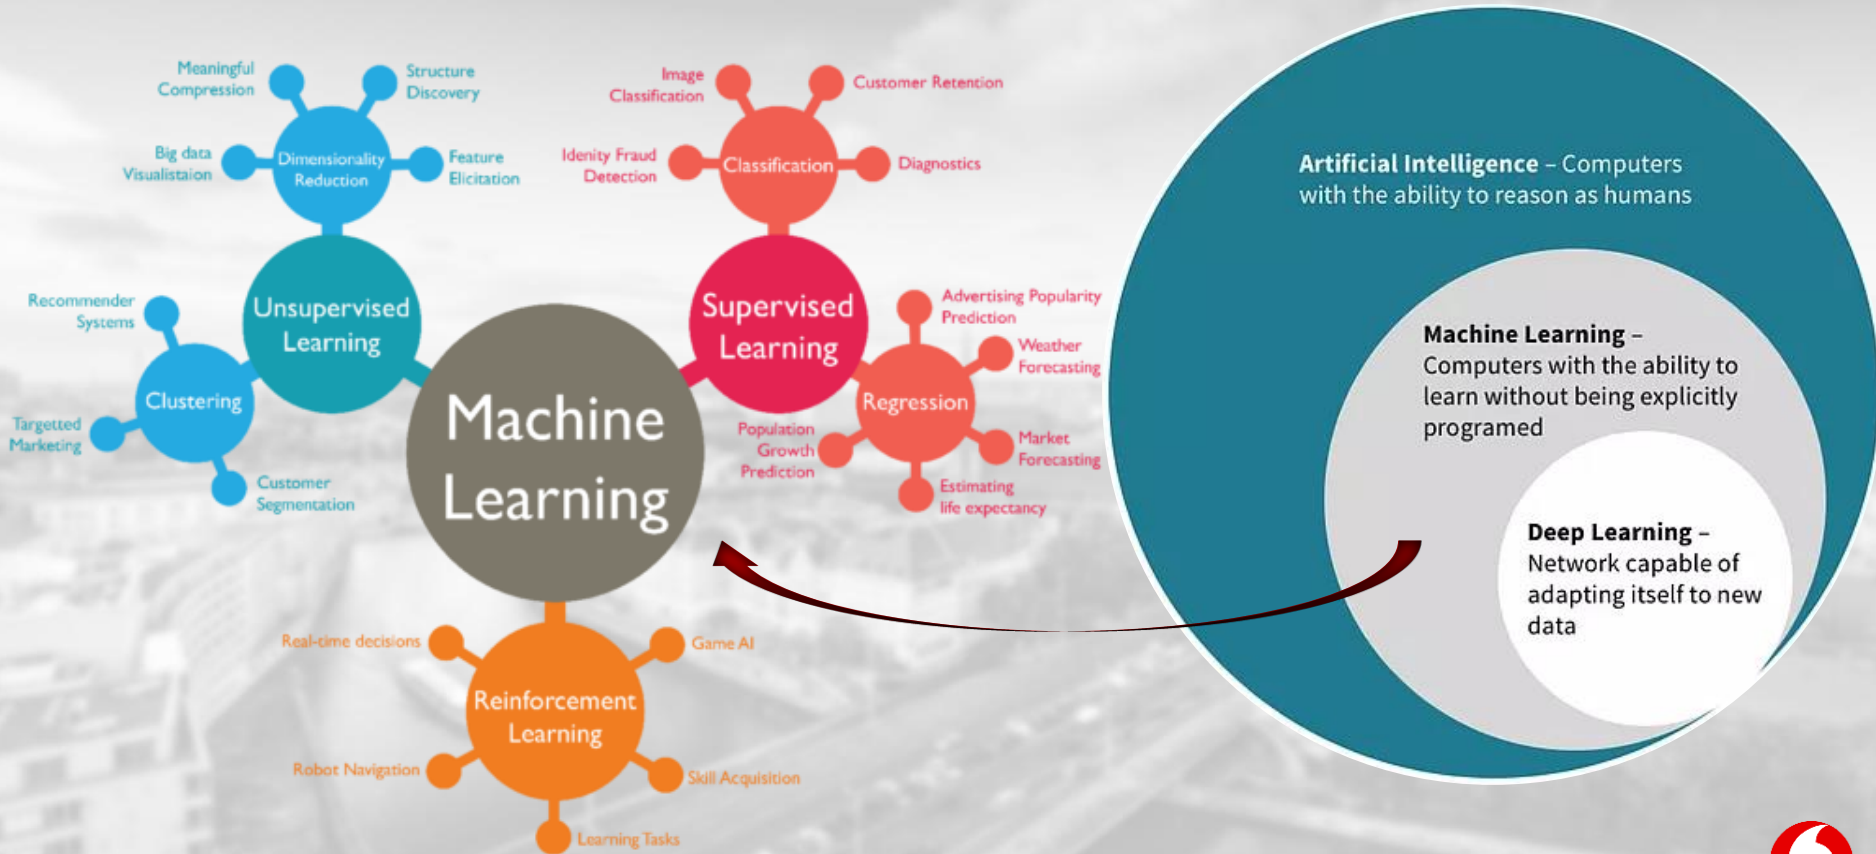 Meaningful
Compression
Structure
Discovery
Big data
Visualistaion
Dimensionality
Reduction
Feature
Elicitation
Recommender
Systems
Unsupervised
Learning
Clustering
Targetted
Marketing
Customer
Segmentation
Image
Classification
Customer Retention
Idenity Fraud
Detection
Classification
Diagnostics
Supervised
Learning
Advertising Popularity
Prediction
Weather
Forecasting
Regression
Population
Growth
Prediction
Market
Forecasting
Estimating
life expectancy
Machine
Learning
Real-time decisions
Game AI
Reinforcement
Learning
Robot Navigation
Skill Acquisition
Learning Tasks
Artificial Intelligence – Computers
with the ability to reason as humans
Machine Learning –
Computers with the ability to
learn without being explicitly
programed
Deep Learning –
Network capable of
adapting itself to new
data